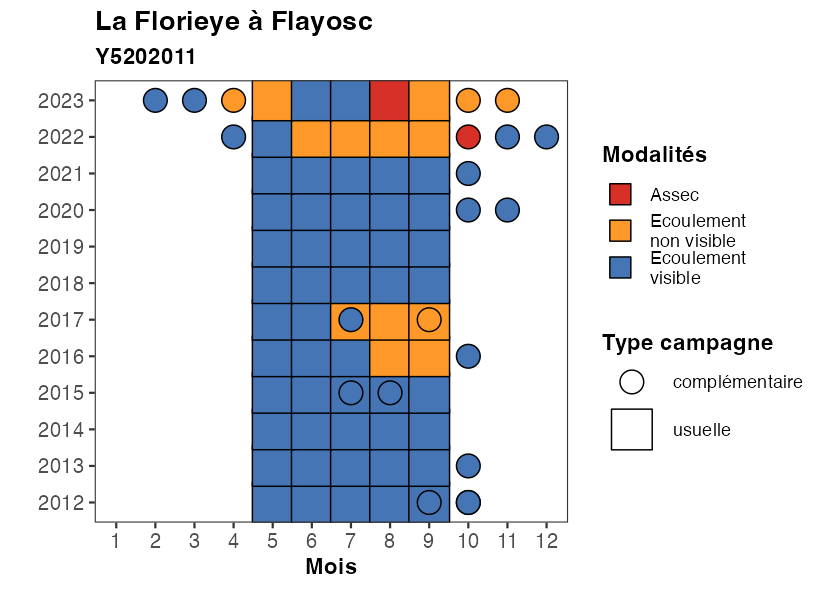 La Florieye à Flayosc
Y5202011
2023
2022
2021
2020
2019
2018
2017
2016
2015
2014
2013
2012
1 2 3 4 5 6 7 8 9 10 11 12
Mois
Modalités
Assec
Ecoulement
non visible
Ecoulement
visible
Type campagne
complémentaire
usuelle